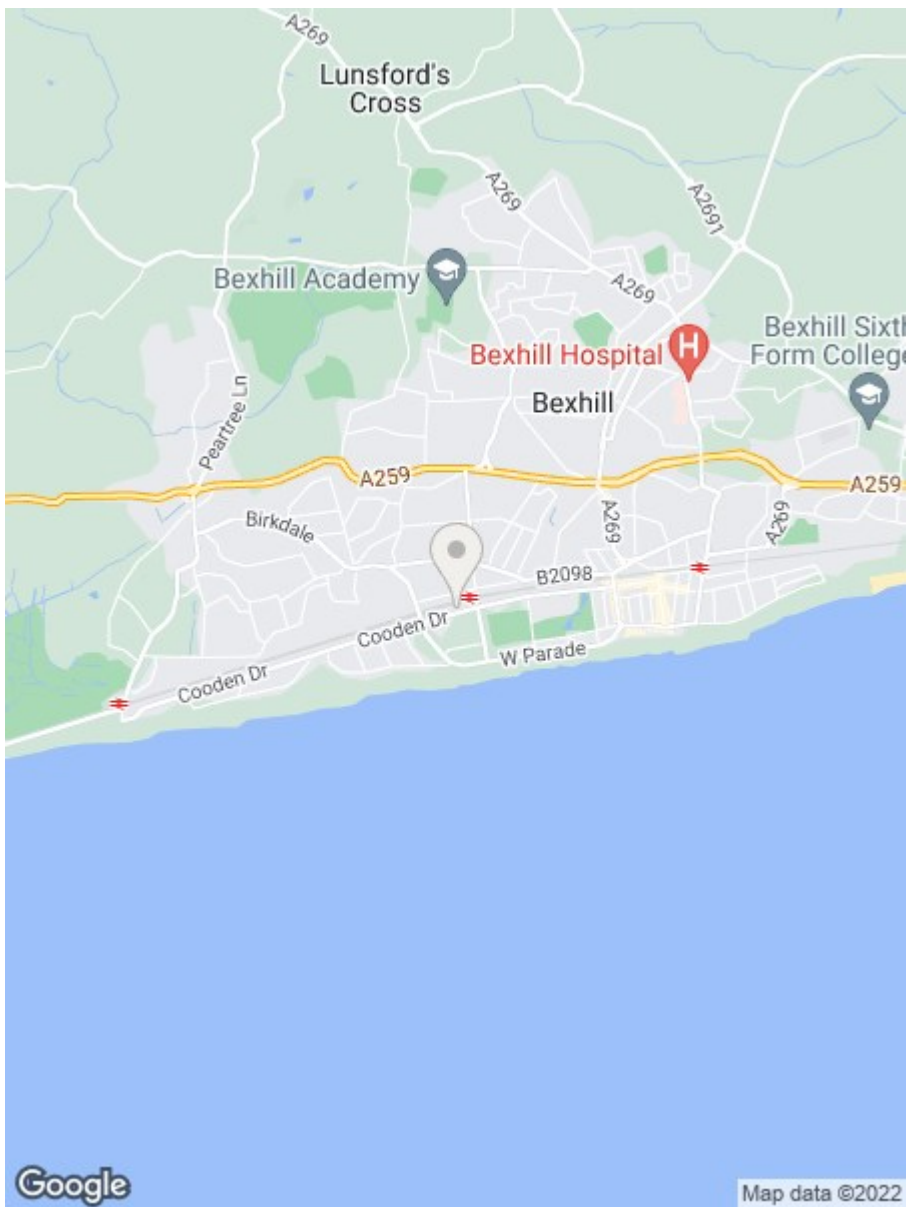 A269
Lunsford's
Cross
A269
A2691
Bexhill Academy
A269
Bexhill Sixth
Form College
Bexhill Hospital
H
Bexhill
Peartree Ln
A259
A259
Birkdale
A269
A269
B2098
Cooden Dr
W Parade
Cooden Dr
Google
Map data ©2022